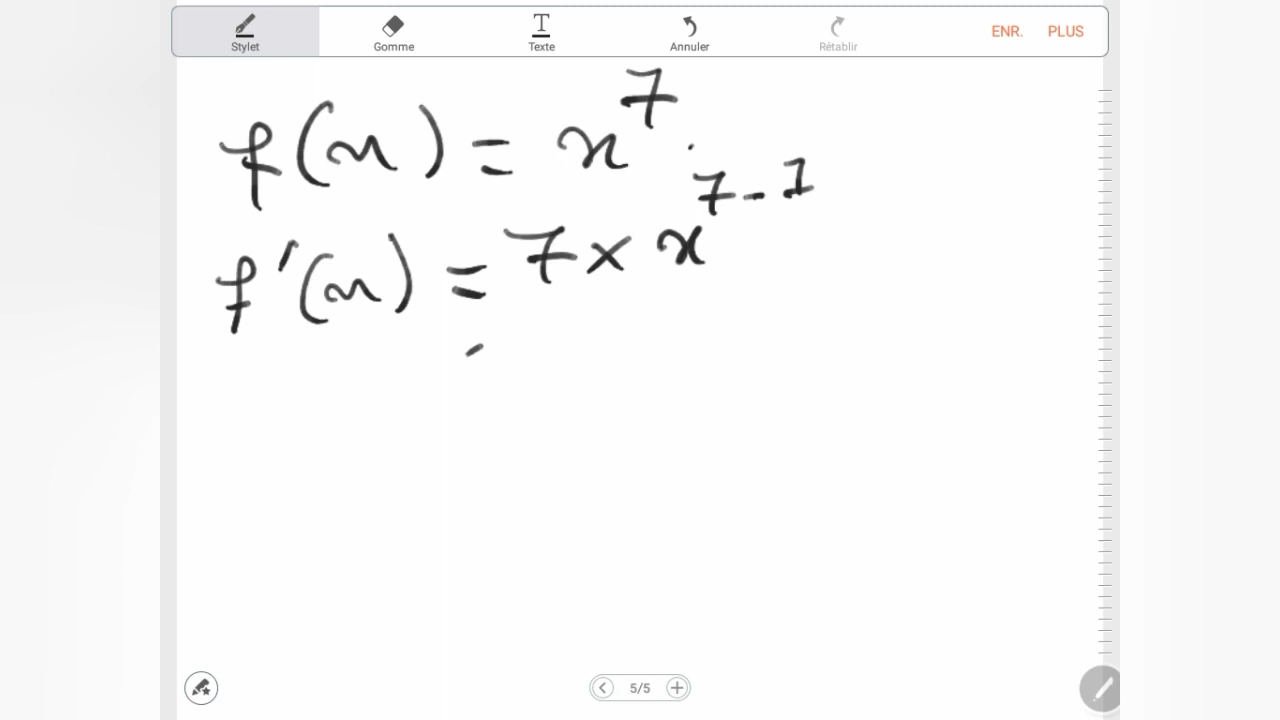 Stylet Gomme Texte Annuler Rétablir ENR. PLUS
f(x) = x^7.
f'(x) = 7 × x^7-1
5/5